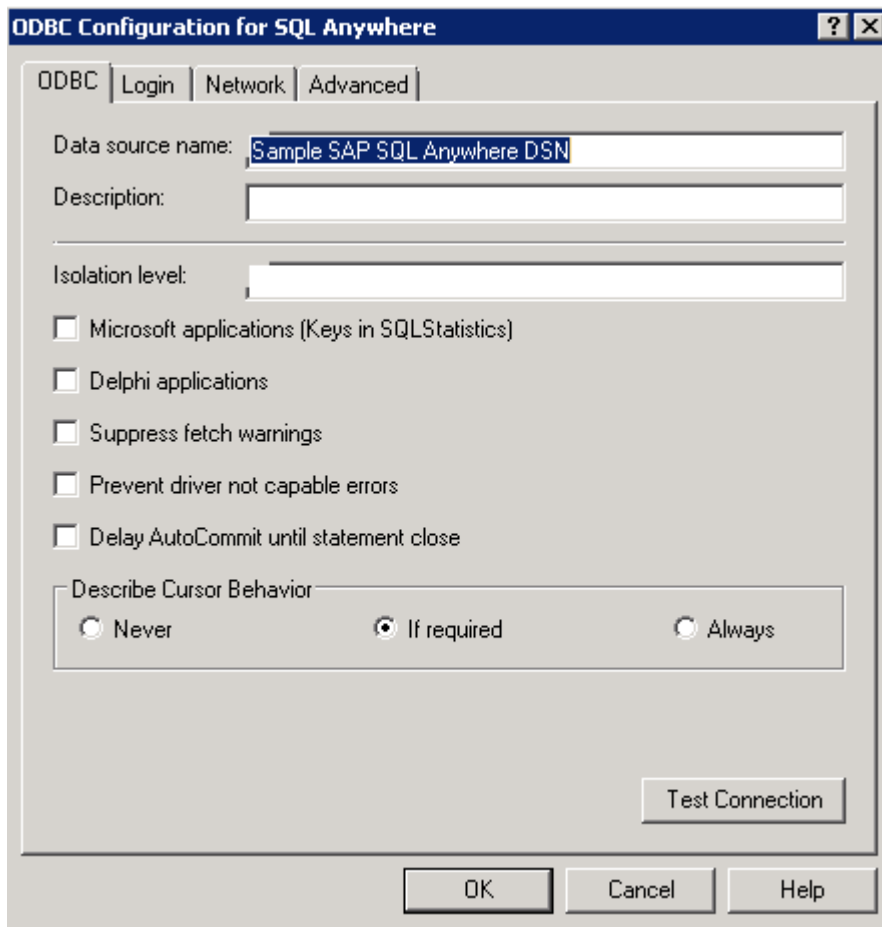 ODBC Configuration for SQL Anywhere
ODBC Login Network Advanced
Data source name: Sample SAP SQL Anywhere DSN
Description:
Isolation level:
Microsoft applications (Keys in SQLStatistics)
Delphi applications
Suppress fetch warnings
Prevent driver not capable errors
Delay AutoCommit until statement close
Describe Cursor Behavior
Never If required Always
Test Connection
OK Cancel Help